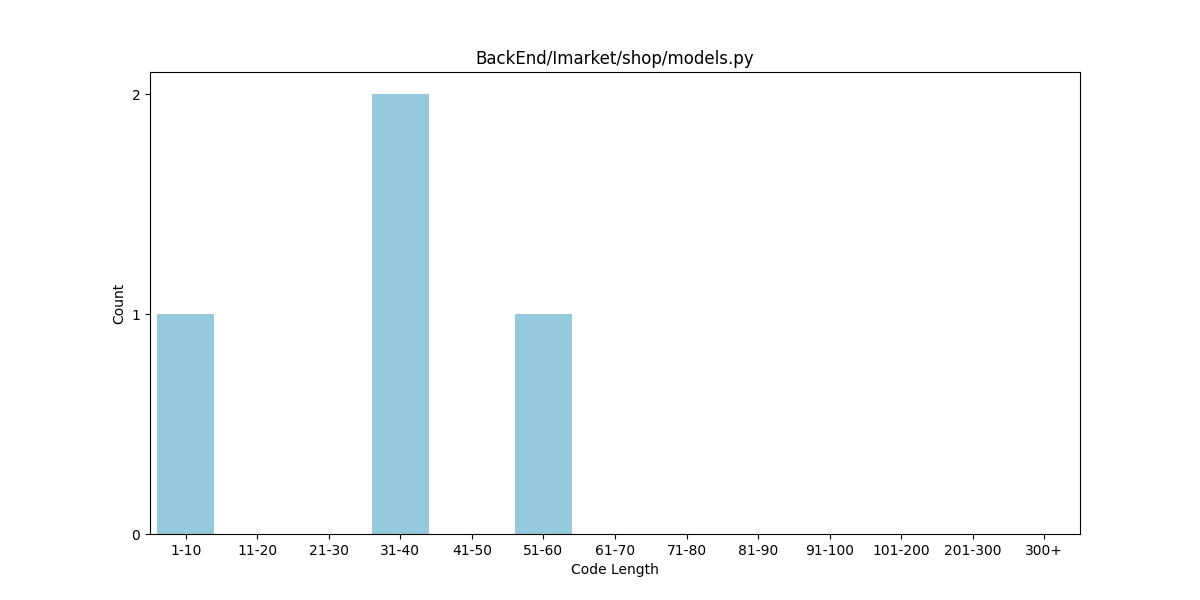 BackEnd/Imarket/shop/models.py
2
1
0
Count
1-10 11-20 21-30 31-40 41-50 51-60 61-70 71-80 81-90 91-100 101-200 201-300 300+
Code Length